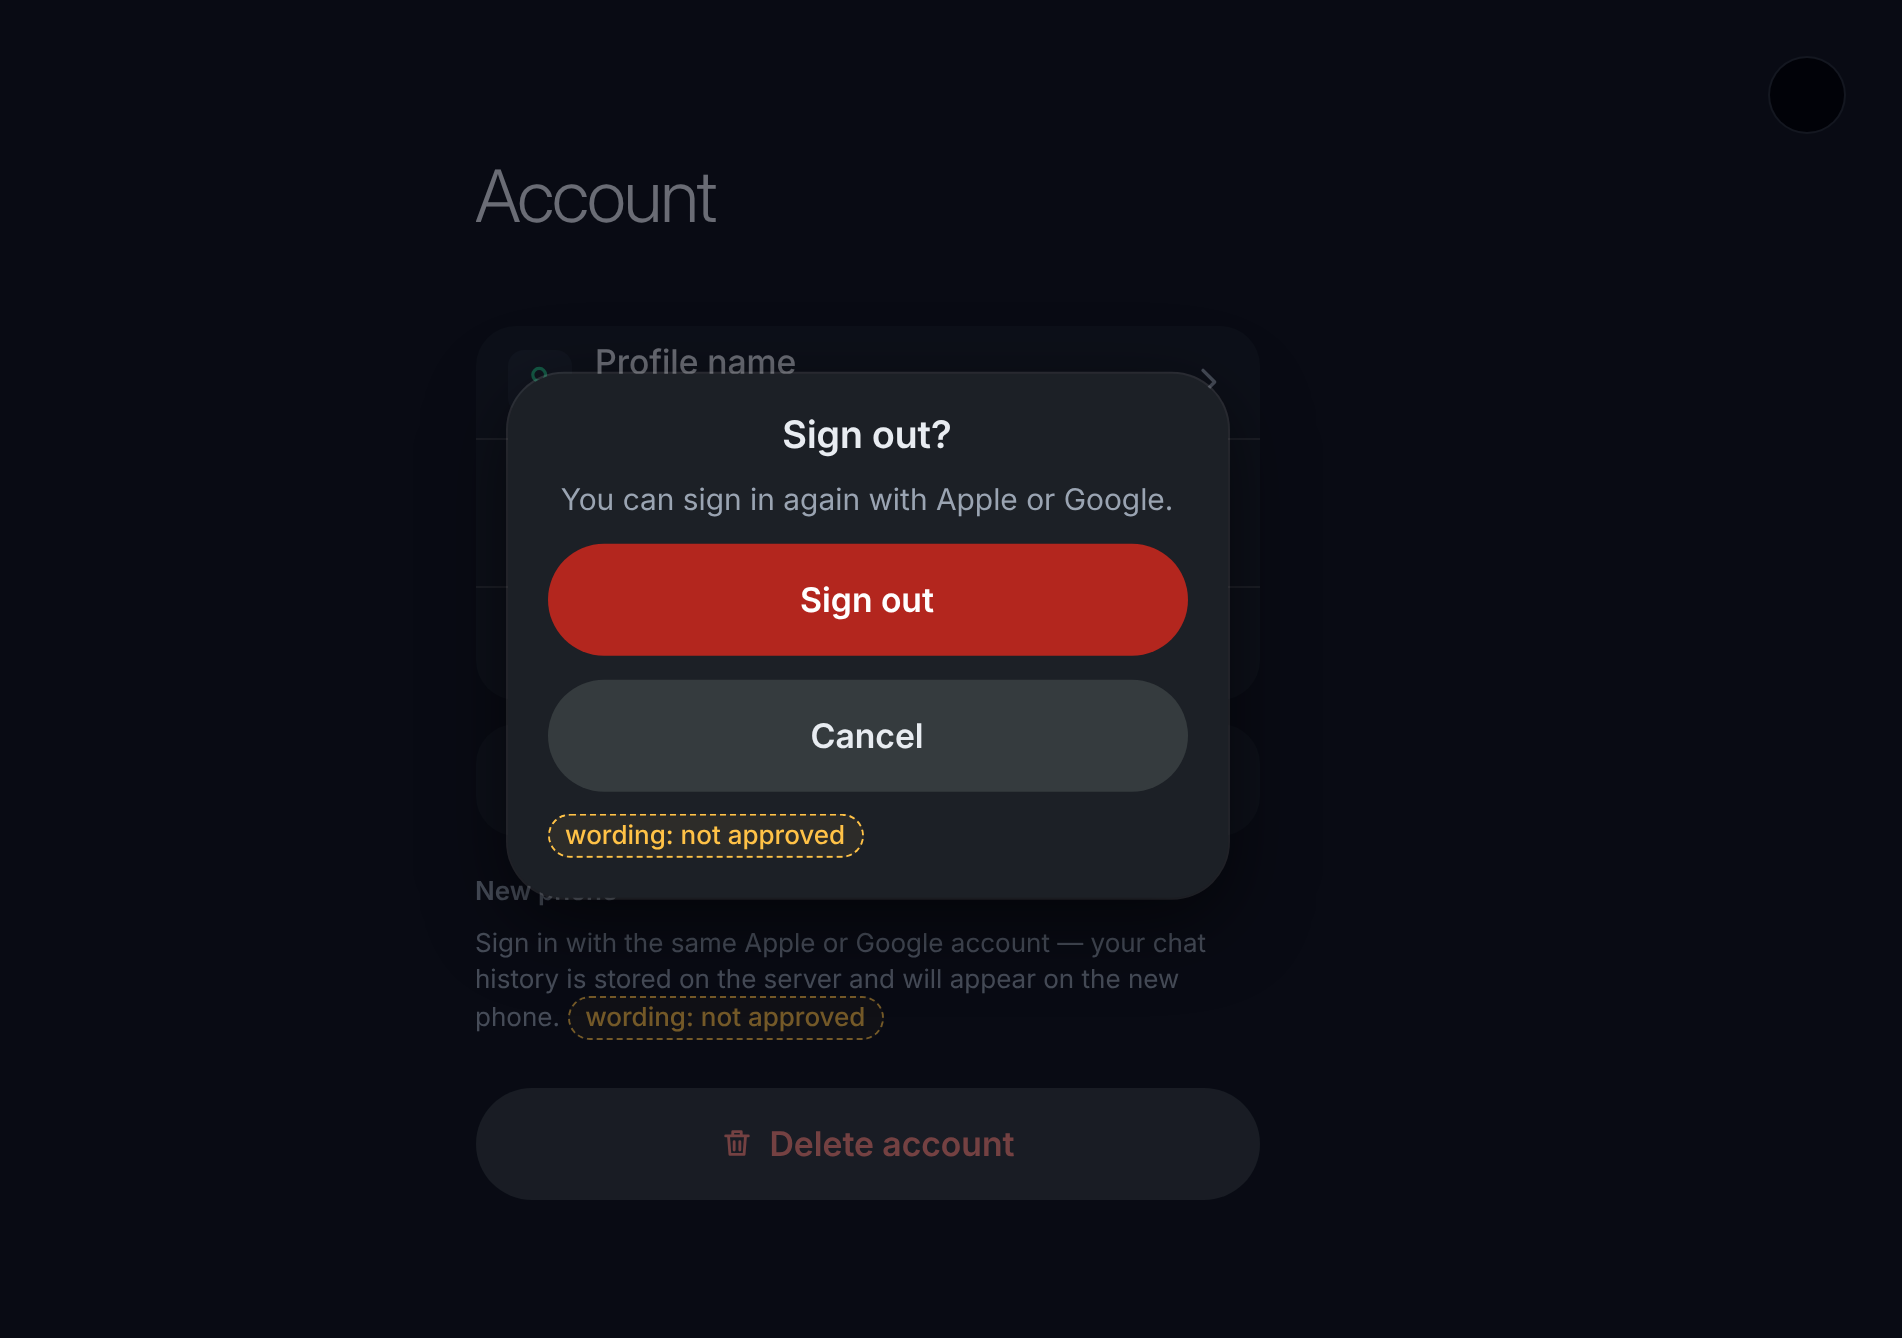 Account
Profile name
Sign out?
You can sign in again with Apple or Google.
Sign out
Cancel
wording: not approved
New
Sign in with the same Apple or Google account — your chat
history is stored on the server and will appear on the new
phone. wording: not approved
Delete account